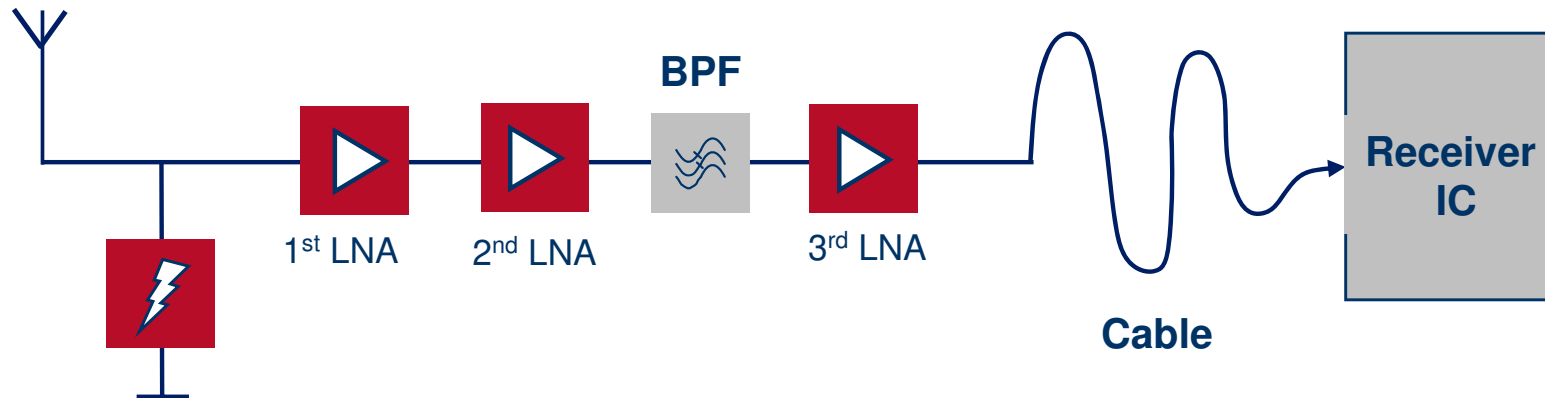 BPF
1st LNA
2nd LNA
3rd LNA
Cable
Receiver
IC